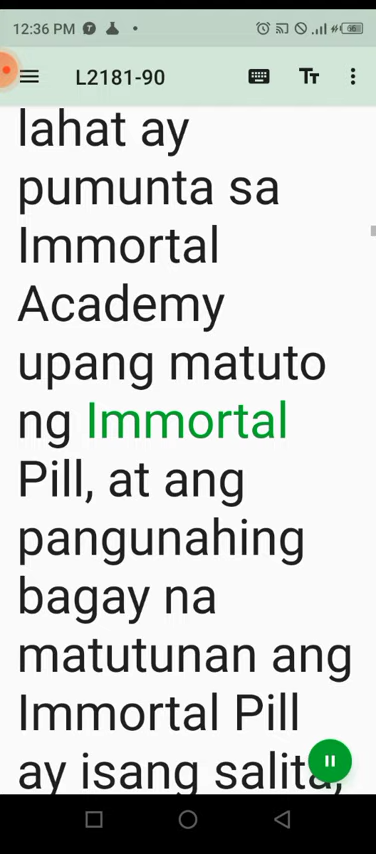 12:36 PM
L2181-90
Tт
lahat ay
pumunta sa
Immortal
Academy
upang matuto
ng Immortal
Pill, at ang
pangunahing
bagay na
matutunan ang
Immortal Pill
ay isang salita,